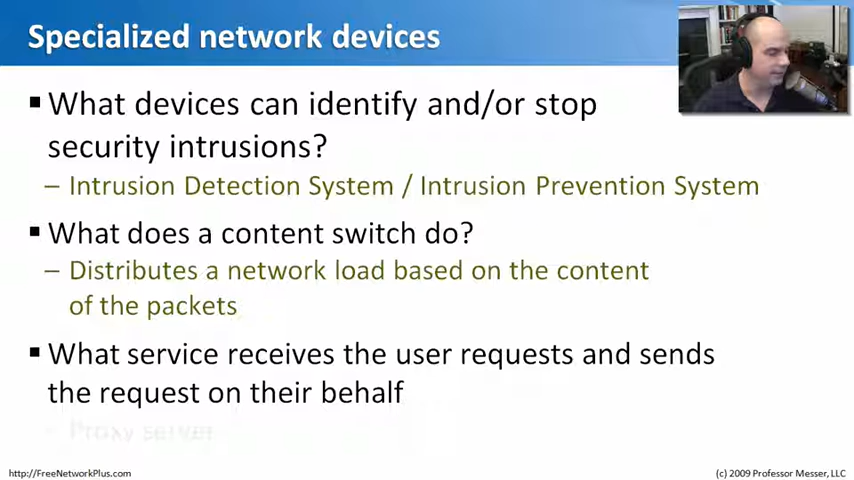 Specialized network devices
▪ What devices can identify and/or stop
security intrusions?
– Intrusion Detection System / Intrusion Prevention System
▪ What does a content switch do?
– Distributes a network load based on the content
of the packets
▪ What service receives the user requests and sends
the request on their behalf
– Proxy server
http://FreeNetworkPlus.com
(c) 2009 Professor Messer, LLC